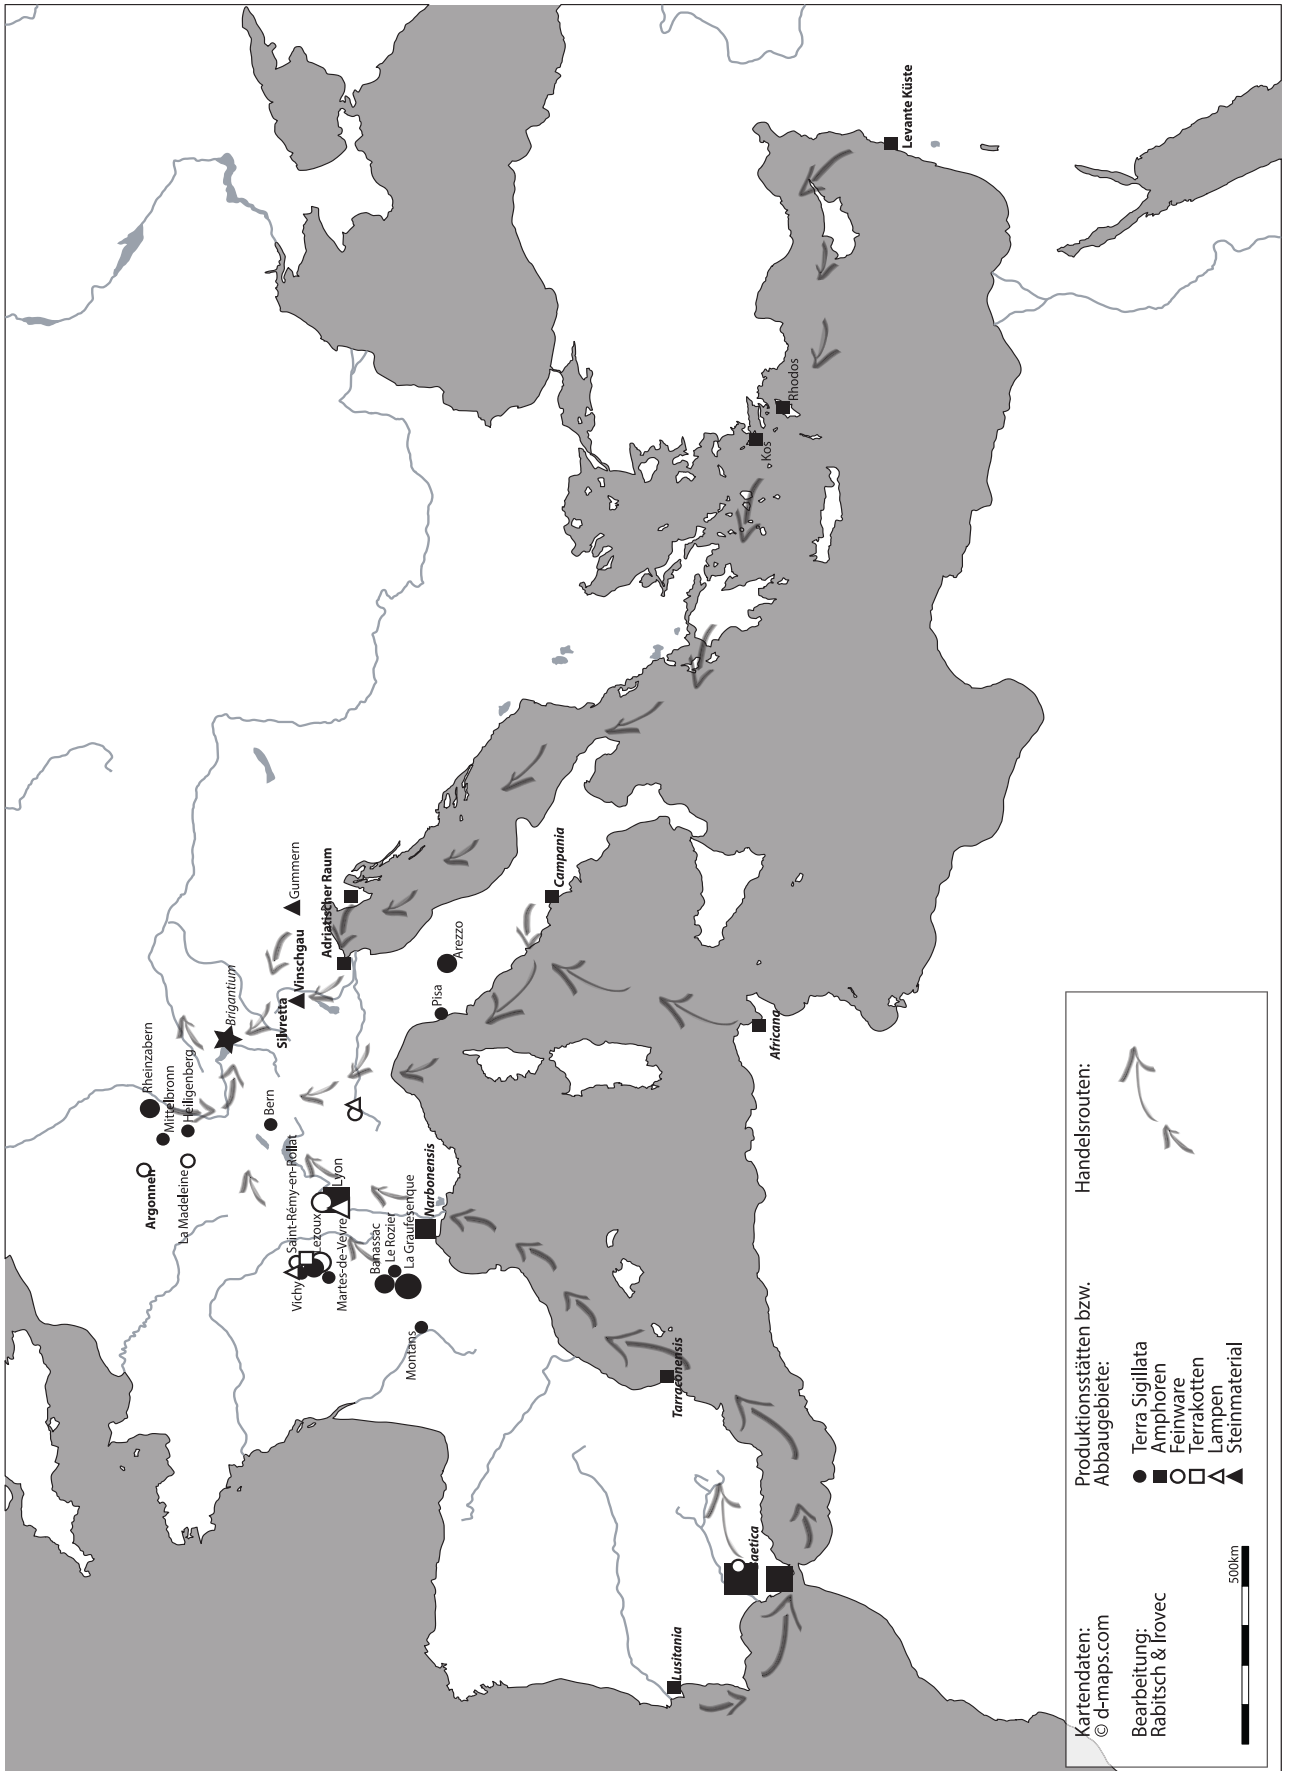 Argonnen
La Madeleine
Rheinzabern
Mittelbronn
Heiligenberg
Brigantium
Bern
Silvretta
Vinschgau
Gummern
Adriatischer Raum
Saint-Rémy-en-Rollat
Vichy
Lezoux
Martes-de-Veyre
Lyon
Banassac
Le Rozier
La Graufesenque
Montans
Narbonensis
Pisa
Arezzo
Campania
Tarraconensis
Baetica
Lusitania
Africana
Kos
Rhodos
Levante Küste
Kartendaten:
© d-maps.com
Bearbeitung:
Rabitsch & Irovec
500km
Produktionsstätten bzw.
Abbaugebiete:
Terra Sigillata
Amphoren
Feinware
Terrakotten
Lampen
Steinmaterial
Handelsrouten: